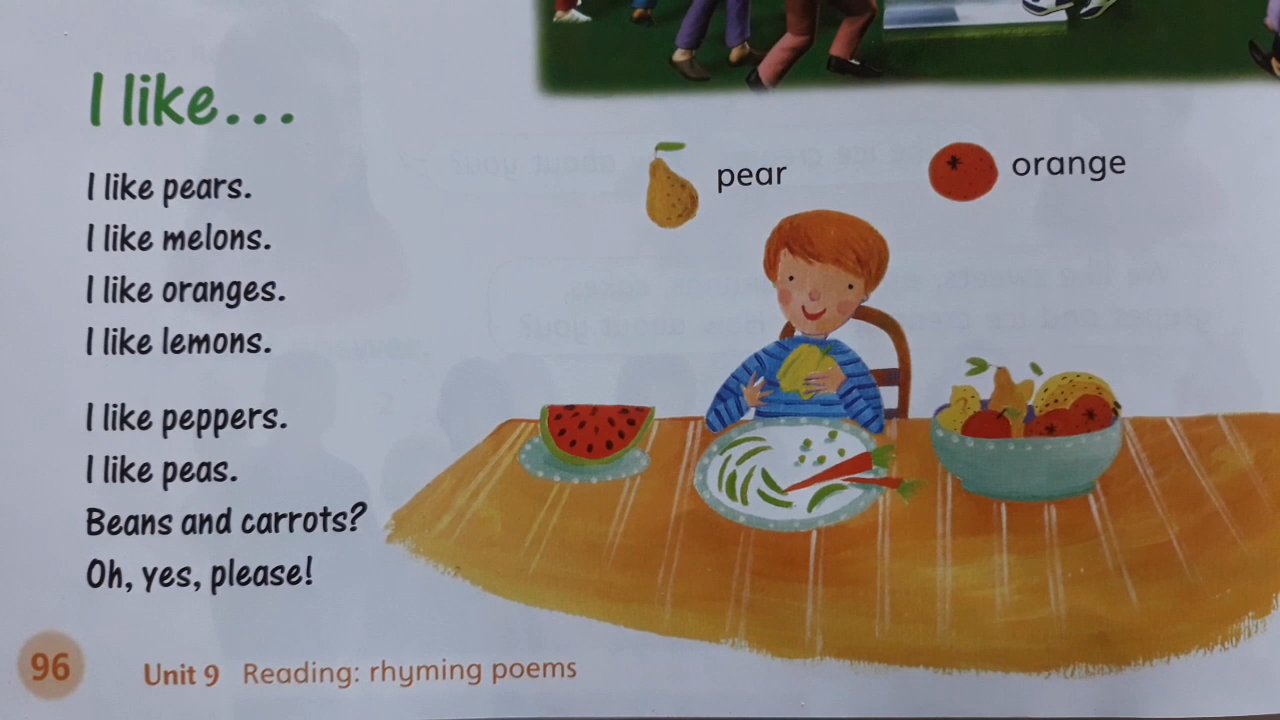 I like...
I like pears.
I like melons.
I like oranges.
I like lemons.
I like peppers.
I like peas.
Beans and carrots?
Oh, yes, please!
pear
orange
96
Unit 9 Reading: rhyming poems